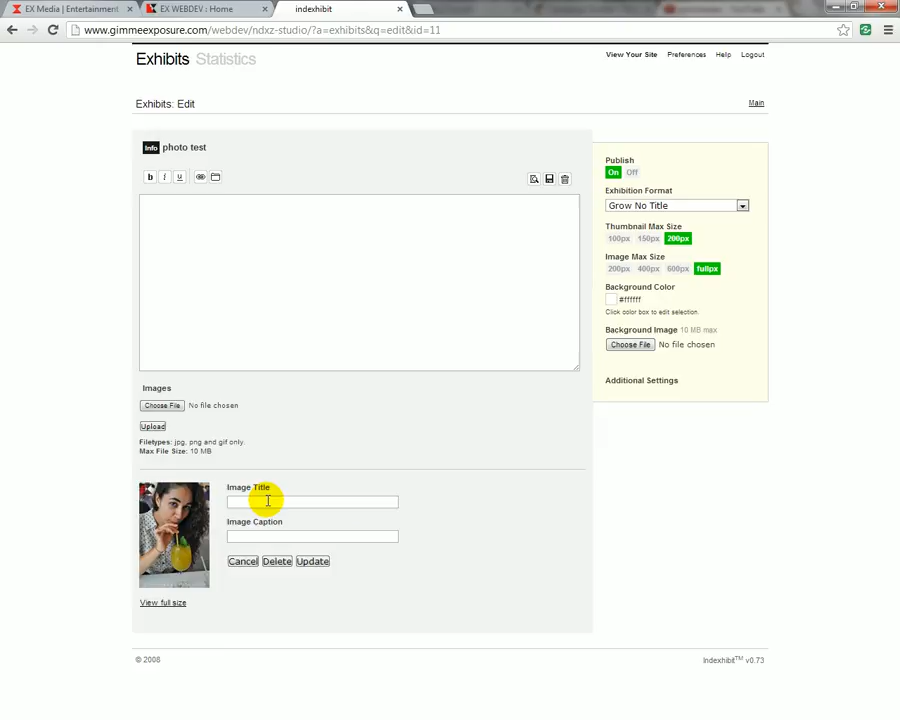 EX Media | Entertainment
EX WEBDEV : Home
indexhibit
www.gimmeexposure.com/webdev/ndxz-studio/?a=exhibits&q=edit&id=11
Exhibits Statistics
View Your Site Preferences Help Logout
Exhibits: Edit
Main
Info photo test
b i u
Publish
On Off
Exhibition Format
Grow No Title
Thumbnail Max Size
100px 150px 200px
Image Max Size
200px 400px 600px fullpx
Background Color
#ffffff
Click color box to edit selection.
Background Image 10 MB max
Choose File No file chosen
Additional Settings
Images
Choose File No file chosen
Upload
Filetypes: jpg, png and gif only.
Max File Size: 10 MB
Image Title
Image Caption
Cancel Delete Update
View full size
© 2008
Indexhibit™ v0.73